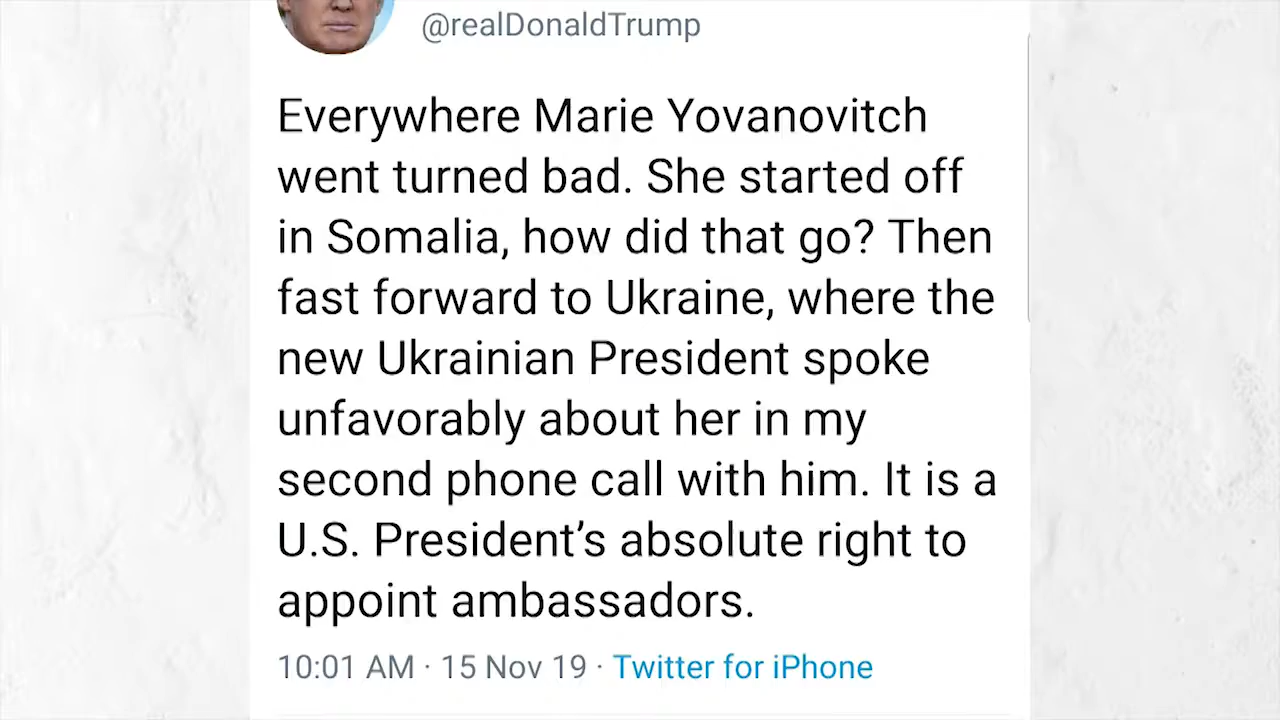 @realDonaldTrump
Everywhere Marie Yovanovitch
went turned bad. She started off
in Somalia, how did that go? Then
fast forward to Ukraine, where the
new Ukrainian President spoke
unfavorably about her in my
second phone call with him. It is a
U.S. President’s absolute right to
appoint ambassadors.
10:01 AM · 15 Nov 19 · Twitter for iPhone